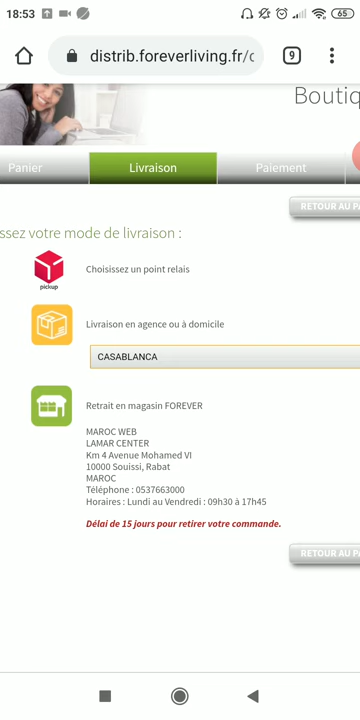 18:53
65
distrib.foreverliving.fr/
9
Boutiq
Panier
Livraison
Paiement
RETOUR AU PA
ssez votre mode de livraison :
pickup
Choisissez un point relais
Livraison en agence ou à domicile
CASABLANCA
Retrait en magasin FOREVER
MAROC WEB
LAMAR CENTER
Km 4 Avenue Mohamed VI
10000 Souissi, Rabat
MAROC
Téléphone : 0537663000
Horaires : Lundi au Vendredi : 09h30 à 17h45
Délai de 15 jours pour retirer votre commande.
RETOUR AU PA